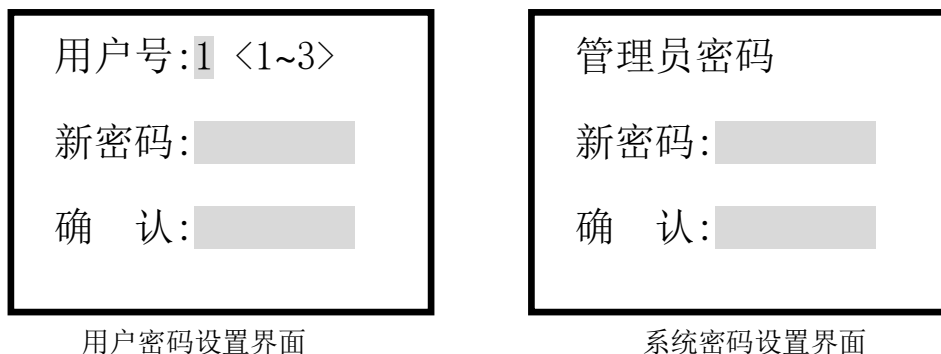 用户号:1 <1~3>
新密码:
确 认:
用户密码设置界面
管理员密码
新密码:
确 认:
系统密码设置界面